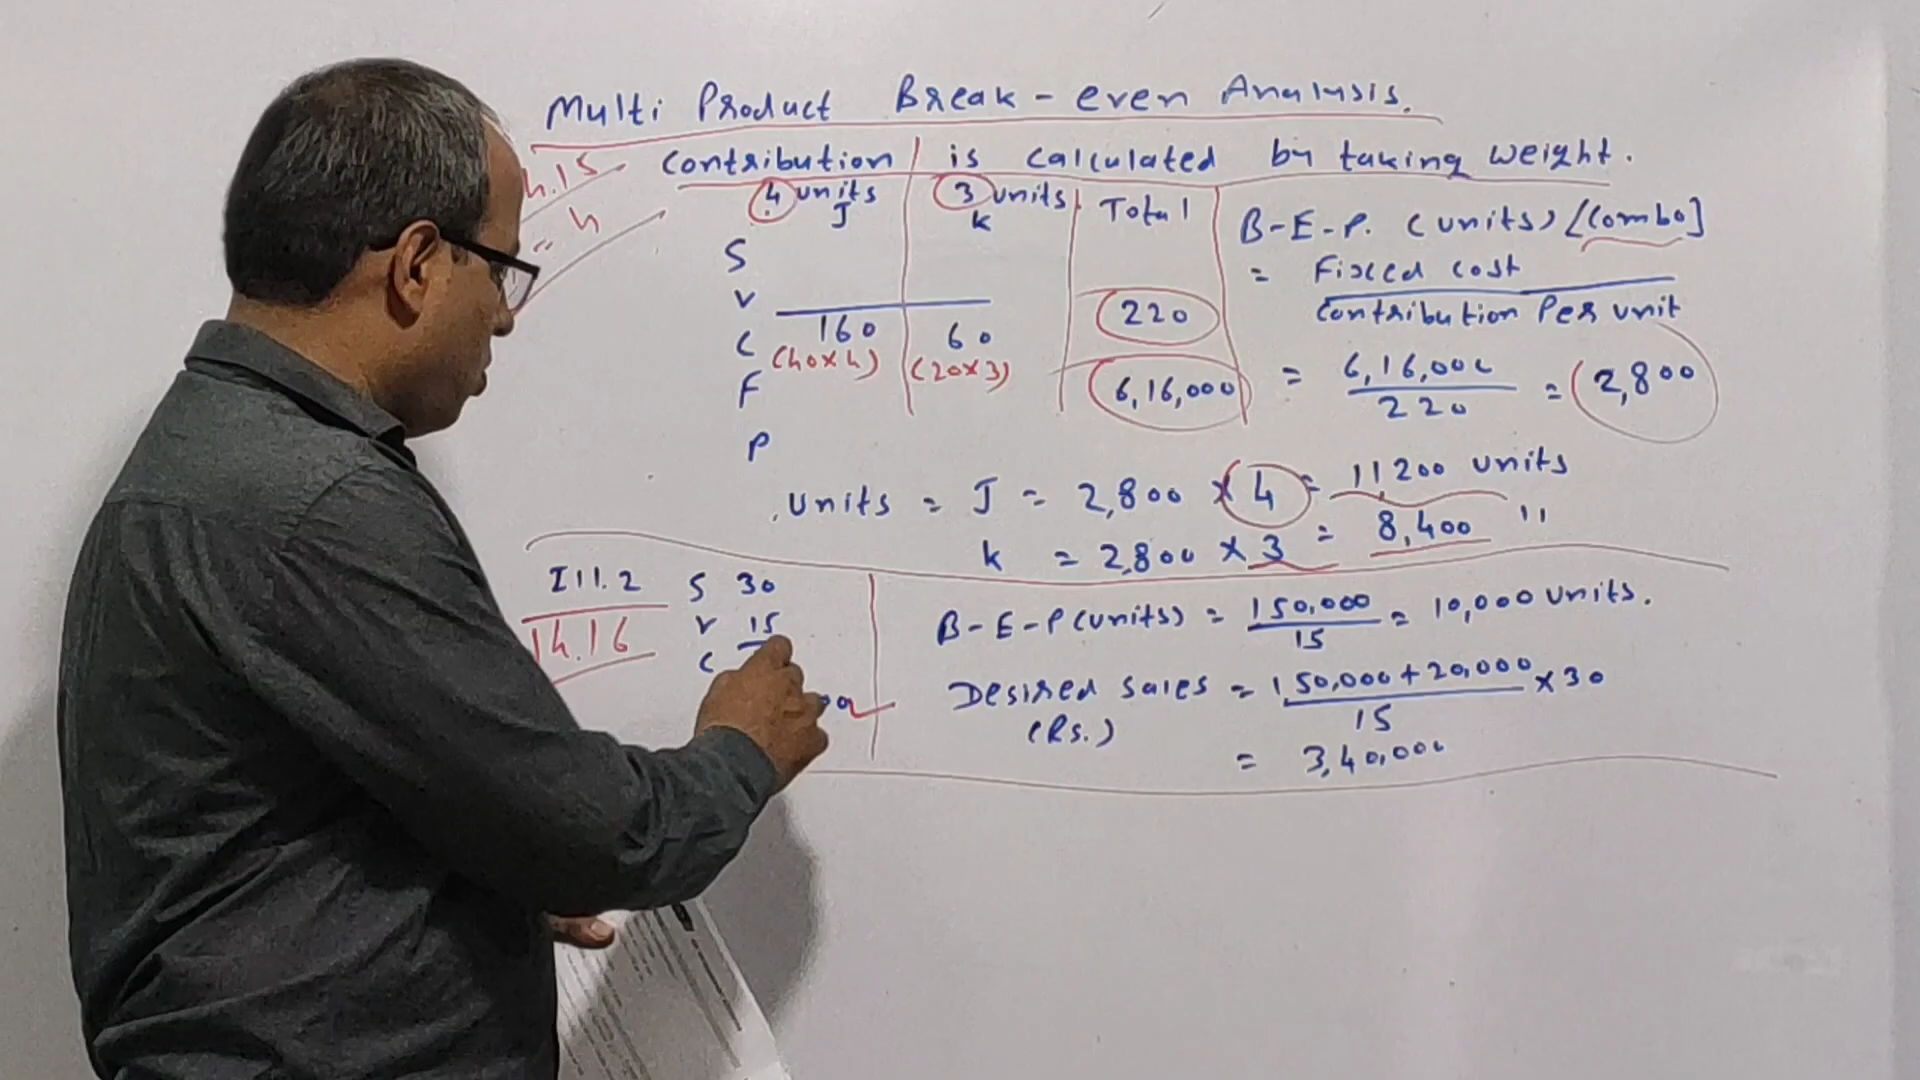 Multi Product Break-even Analysis.
Contribution is calculated by taking weight.
4 units 3 units Total
J K
S
V
C 160 60 220
(40x4) (20x3)
F 6,16,000
P
B-E-P. (units) [Combo]
= Fixed cost
Contribution Per unit
= 6,16,000 = 2,800
220
Units = J = 2,800 x 4 = 11,200 units
K = 2,800 x 3 = 8,400 "
Ill.2
14.16
S 30
V 15
C
B-E-P(units) = 150,000 = 10,000 units.
15
Desired sales = 150,000+20,000 x 30
(Rs.) 15
= 3,40,000